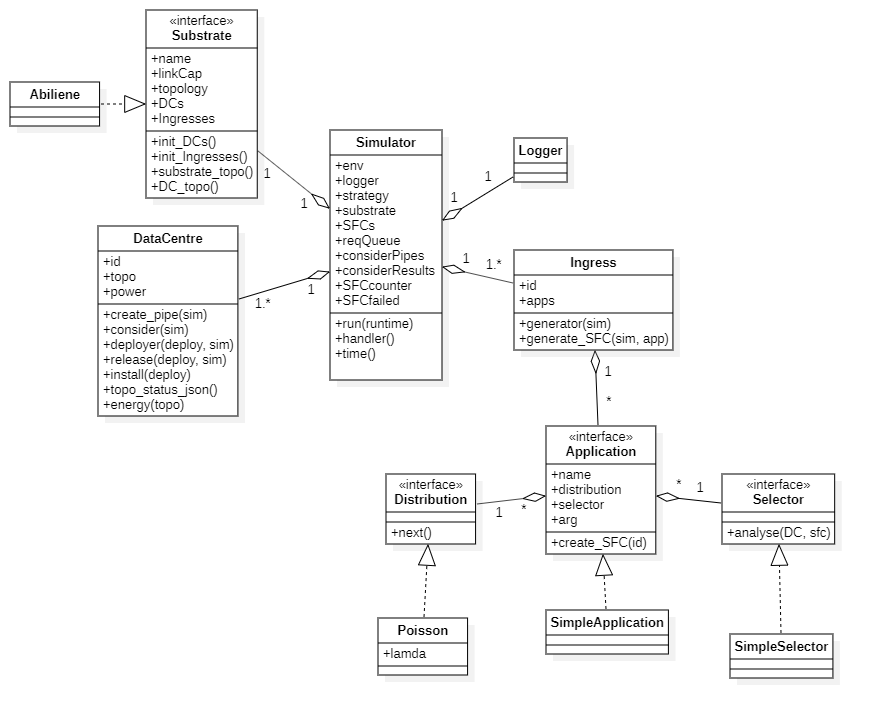 «interface»
Substrate
+name
+linkCap
+topology
+DCs
+Ingresses
+init_DCs()
+init_Ingresses()
+substrate_topo()
+DC_topo()
Abiliene
1
1
Simulator
+env
+logger
+strategy
+substrate
+SFCs
+reqQueue
+considerPipes
+considerResults
+SFCcounter
+SFCfailed
+run(runtime)
+handler()
+time()
Logger
1
1
DataCentre
+id
+topo
+power
+create_pipe(sim)
+consider(sim)
+deployer(deploy, sim)
+release(deploy, sim)
+install(deploy)
+topo_status_json()
+energy(topo)
1.*
1
1
1.*
Ingress
+id
+apps
+generator(sim)
+generate_SFC(sim, app)
1
*
«interface»
Application
+name
+distribution
+selector
+arg
+create_SFC(id)
«interface»
Distribution
+next()
1
*
*
1
«interface»
Selector
+analyse(DC, sfc)
Poisson
+lamda
SimpleApplication
SimpleSelector